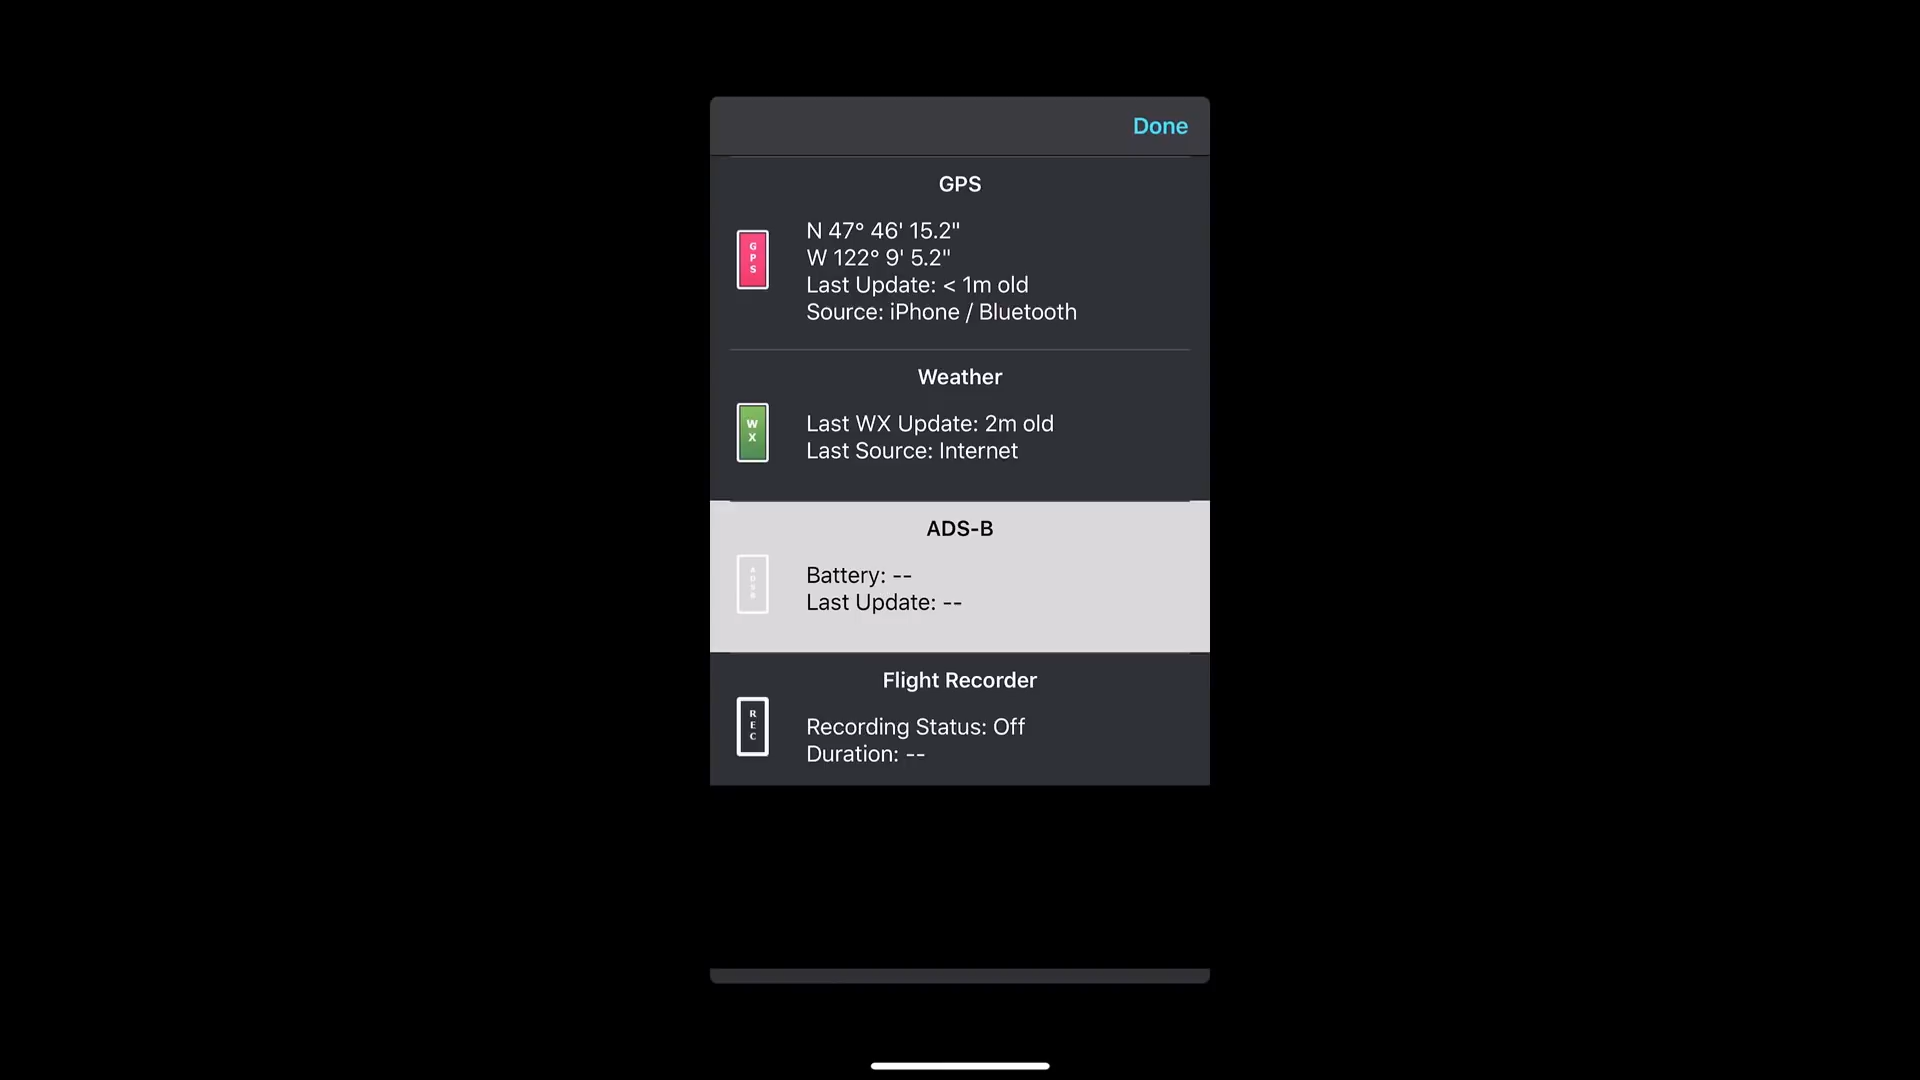 Done
GPS
G
P
S
N 47° 46' 15.2"
W 122° 9' 5.2"
Last Update: < 1m old
Source: iPhone / Bluetooth
Weather
W
X
Last WX Update: 2m old
Last Source: Internet
ADS-B
A
D
S
B
Battery: --
Last Update: --
Flight Recorder
R
E
C
Recording Status: Off
Duration: --